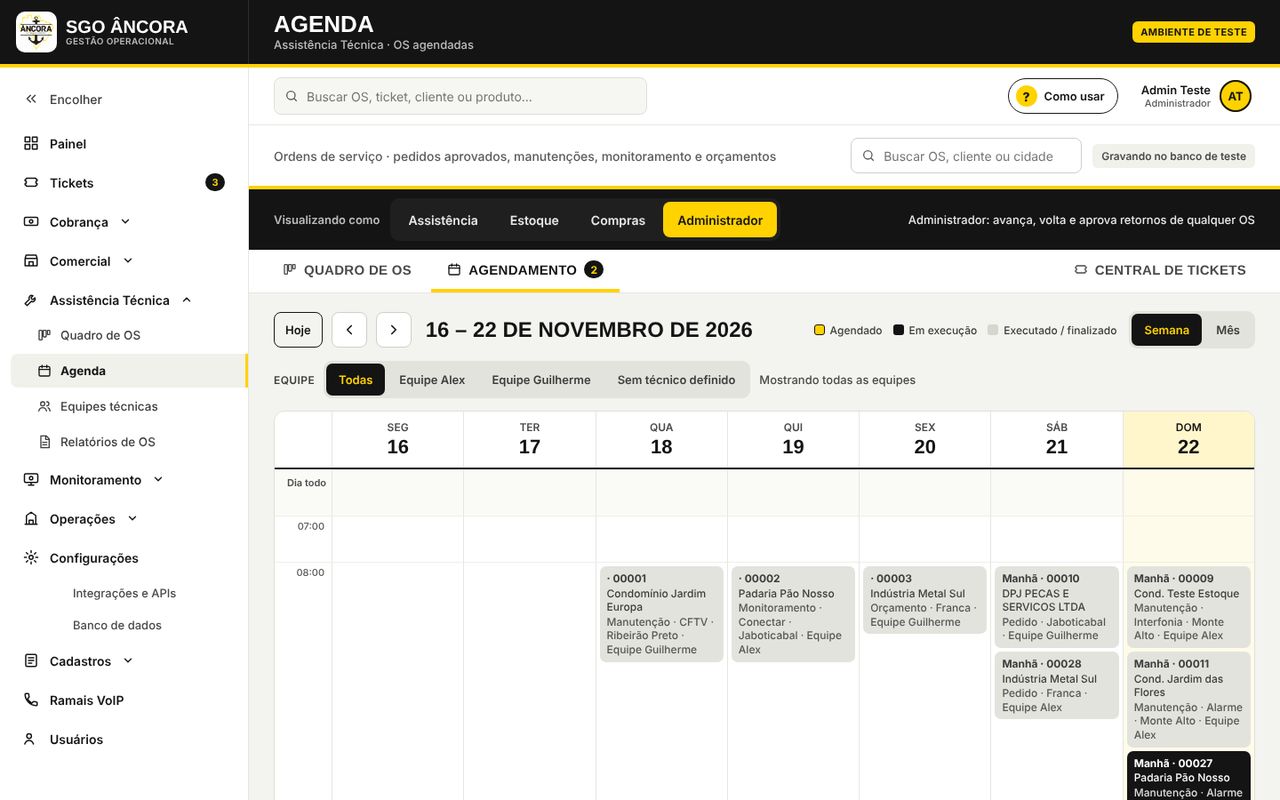 ÂNCORA
SGO ÂNCORA
GESTÃO OPERACIONAL
AGENDA
Assistência Técnica · OS agendadas
AMBIENTE DE TESTE
Encolher
Buscar OS, ticket, cliente ou produto...
? Como usar
Admin Teste
Administrador
AT
Painel
Tickets 3
Cobrança
Comercial
Assistência Técnica
Quadro de OS
Agenda
Equipes técnicas
Relatórios de OS
Monitoramento
Operações
Configurações
Integrações e APIs
Banco de dados
Cadastros
Ramais VoIP
Usuários
Ordens de serviço · pedidos aprovados, manutenções, monitoramento e orçamentos
Buscar OS, cliente ou cidade
Gravando no banco de teste
Visualizando como
Assistência
Estoque
Compras
Administrador
Administrador: avança, volta e aprova retornos de qualquer OS
QUADRO DE OS
AGENDAMENTO 2
CENTRAL DE TICKETS
Hoje
16 – 22 DE NOVEMBRO DE 2026
Agendado
Em execução
Executado / finalizado
Semana
Mês
EQUIPE
Todas
Equipe Alex
Equipe Guilherme
Sem técnico definido
Mostrando todas as equipes
SEG
16
TER
17
QUA
18
QUI
19
SEX
20
SÁB
21
DOM
22
Dia todo
07:00
08:00
· 00001
Condomínio Jardim
Europa
Manutenção · CFTV ·
Ribeirão Preto ·
Equipe Guilherme
· 00002
Padaria Pão Nosso
Monitoramento ·
Conectar ·
Jaboticabal · Equipe
Alex
· 00003
Indústria Metal Sul
Orçamento · Franca ·
Equipe Guilherme
Manhã · 00010
DPJ PECAS E
SERVICOS LTDA
Pedido · Jaboticabal
· Equipe Guilherme
Manhã · 00028
Indústria Metal Sul
Pedido · Franca ·
Equipe Alex
Manhã · 00009
Cond. Teste Estoque
Manutenção ·
Interfonia · Monte
Alto · Equipe Alex
Manhã · 00011
Cond. Jardim das
Flores
Manutenção · Alarme
· Monte Alto · Equipe
Alex
Manhã · 00027
Padaria Pão Nosso
Manutenção · Alarme